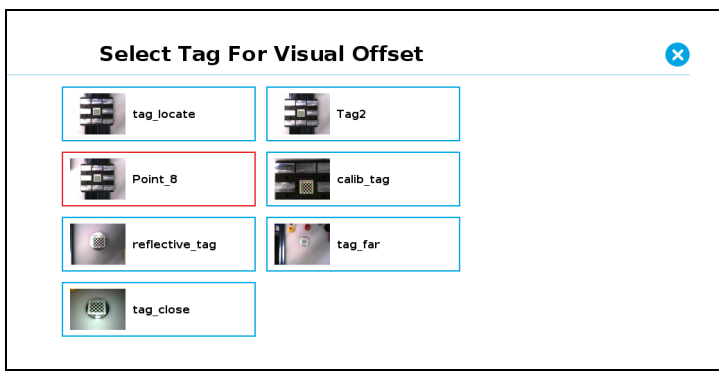 Select Tag For Visual Offset
tag_locate
Tag2
Point_8
calib_tag
reflective_tag
tag_far
tag_close